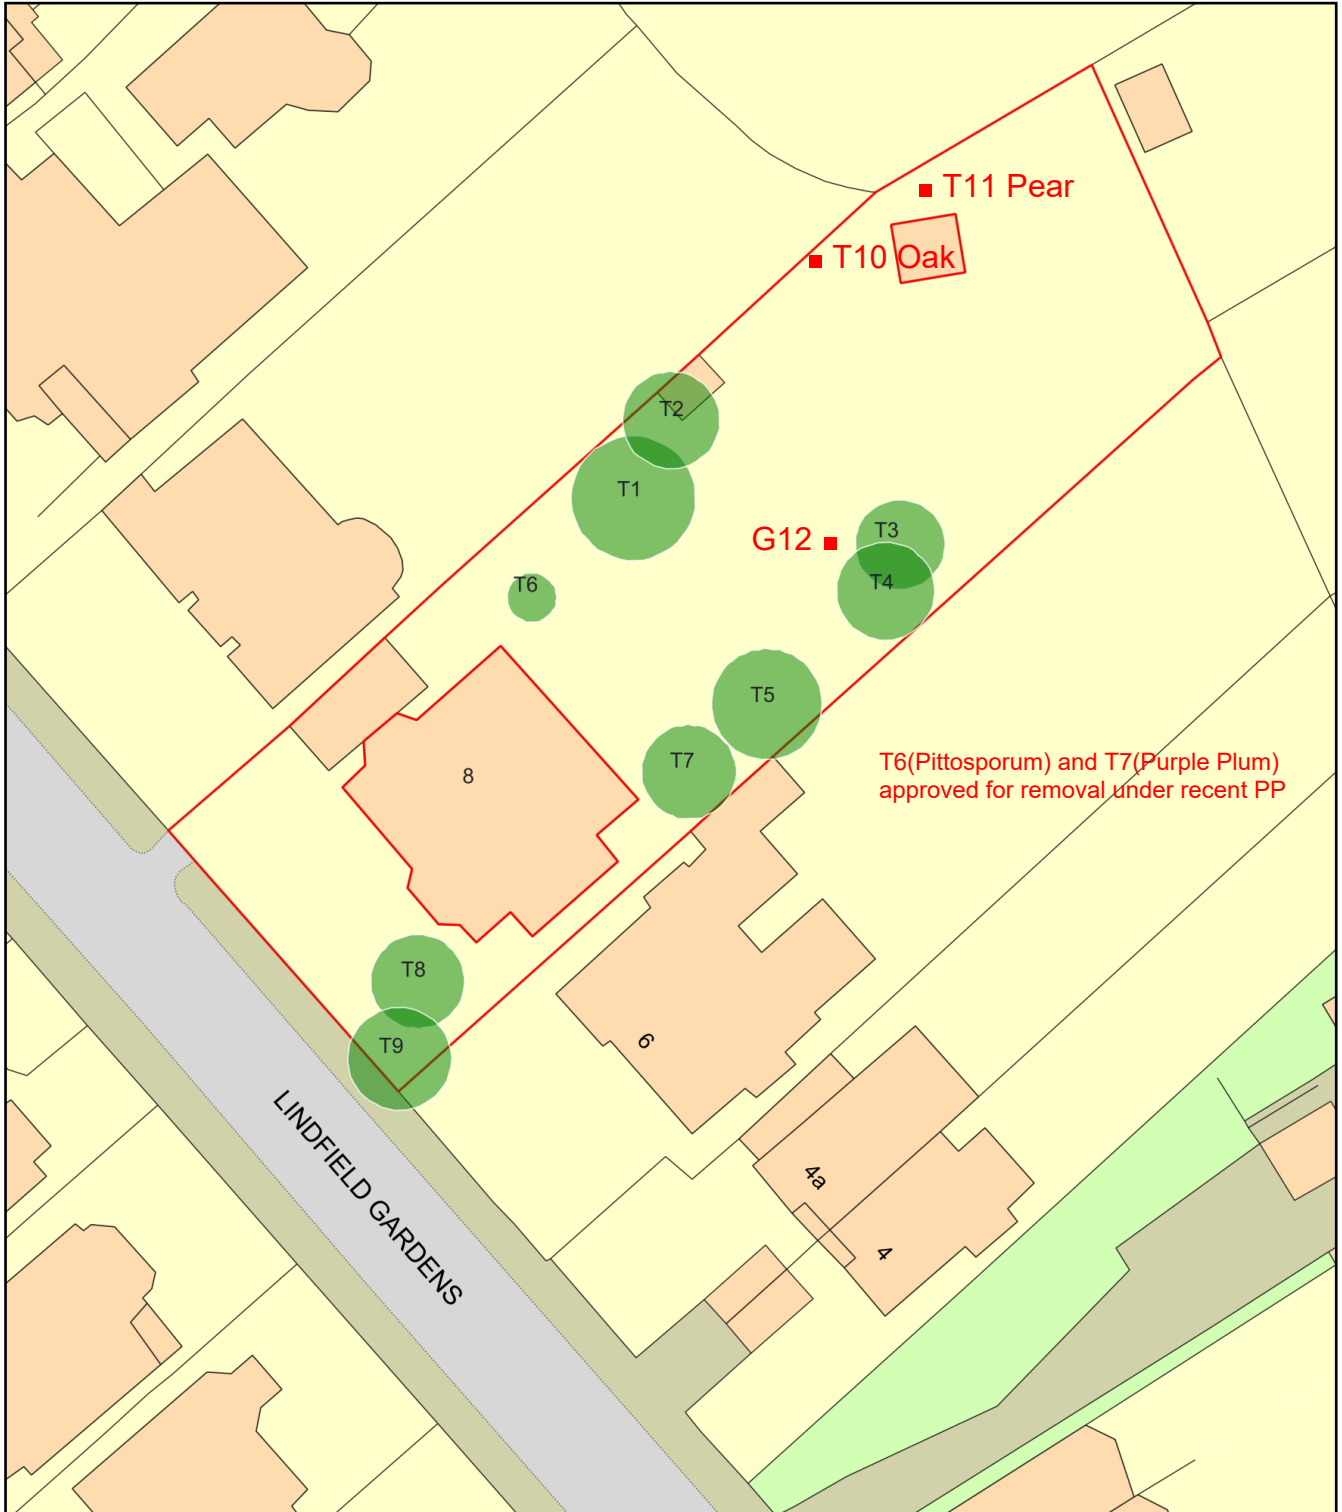 T11 Pear
T10 Oak
T2
T1
T3
G12
T4
T6
T5
T7
T6(Pittosporum) and T7(Purple Plum)
approved for removal under recent PP
8
T8
T9
6
LINDFIELD GARDENS
4a
4